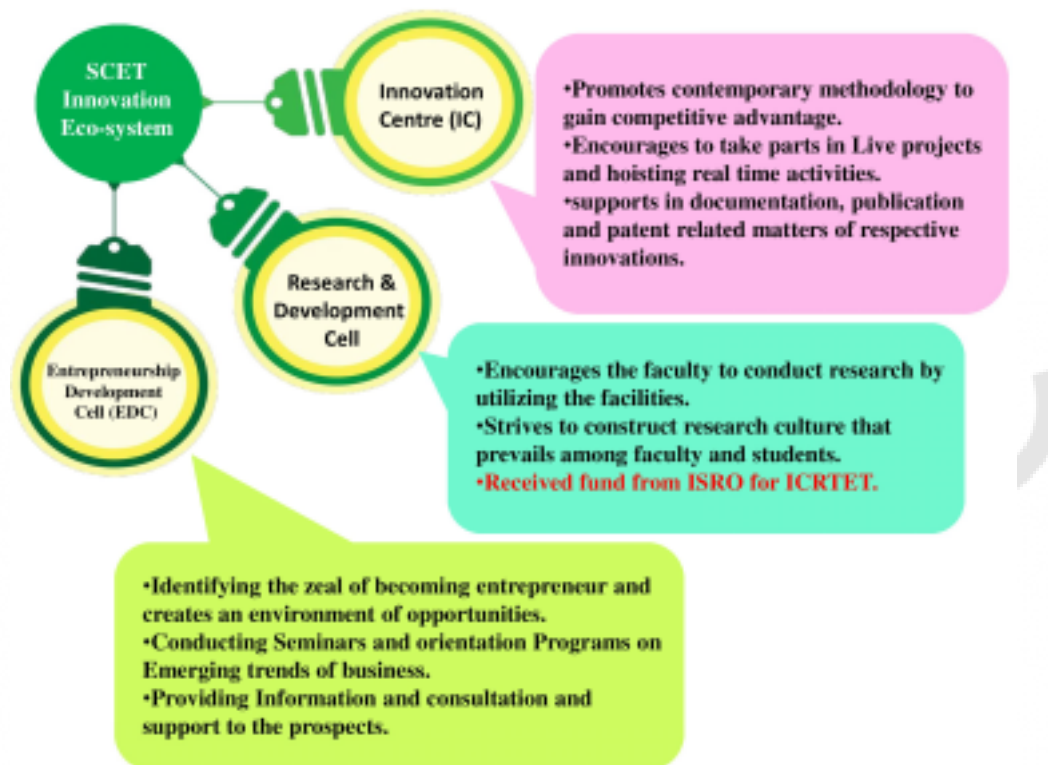 SCET
Innovation
Eco-system
Innovation
Centre (IC)
•Promotes contemporary methodology to
gain competitive advantage.
•Encourages to take parts in Live projects
and hoisting real time activities.
•supports in documentation, publication
and patent related matters of respective
innovations.
Research &
Development
Cell
•Encourages the faculty to conduct research by
utilizing the facilities.
•Strives to construct research culture that
prevails among faculty and students.
•Received fund from ISRO for ICRTET.
Entrepreneurship
Development
Cell (EDC)
•Identifying the zeal of becoming entrepreneur and
creates an environment of opportunities.
•Conducting Seminars and orientation Programs on
Emerging trends of business.
•Providing Information and consultation and
support to the prospects.